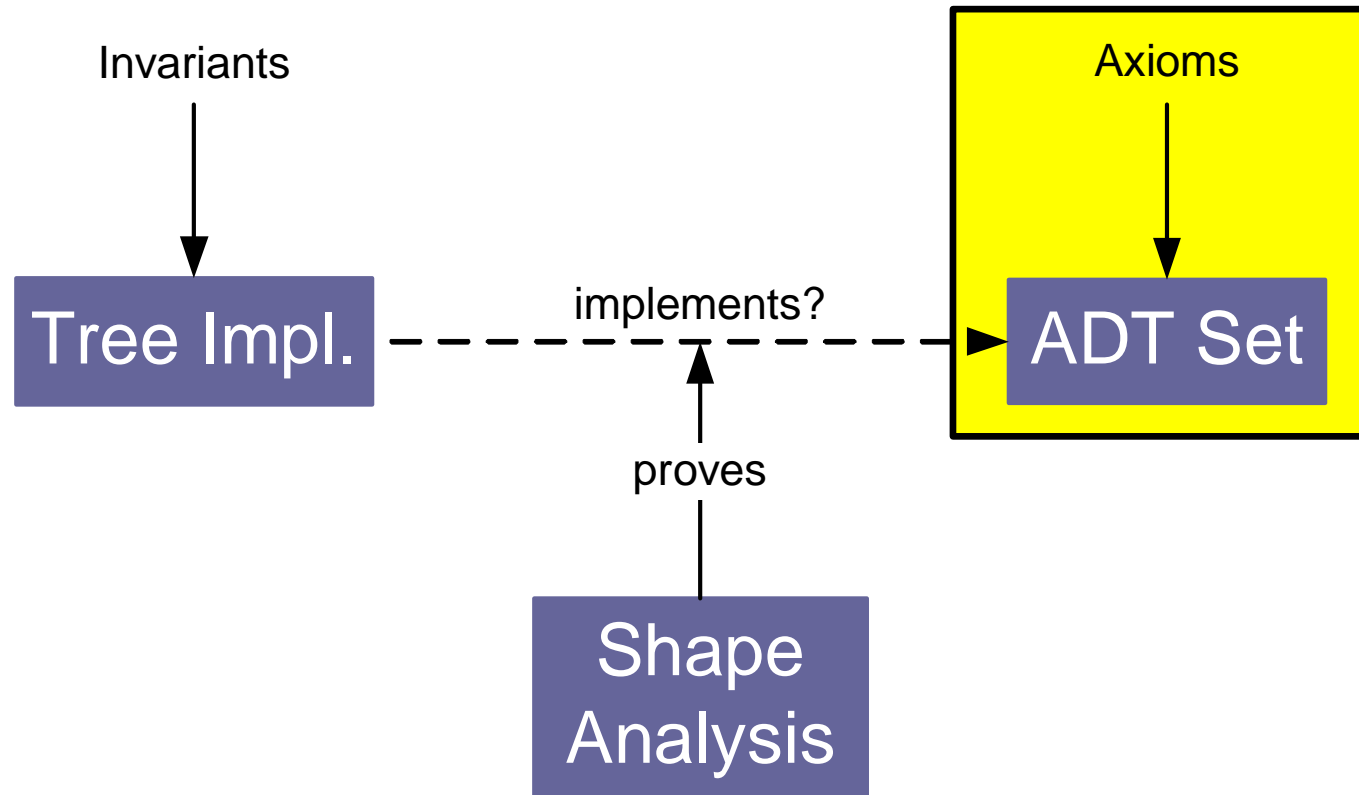 Invariants
Axioms
Tree Impl.
implements?
ADT Set
proves
Shape
Analysis